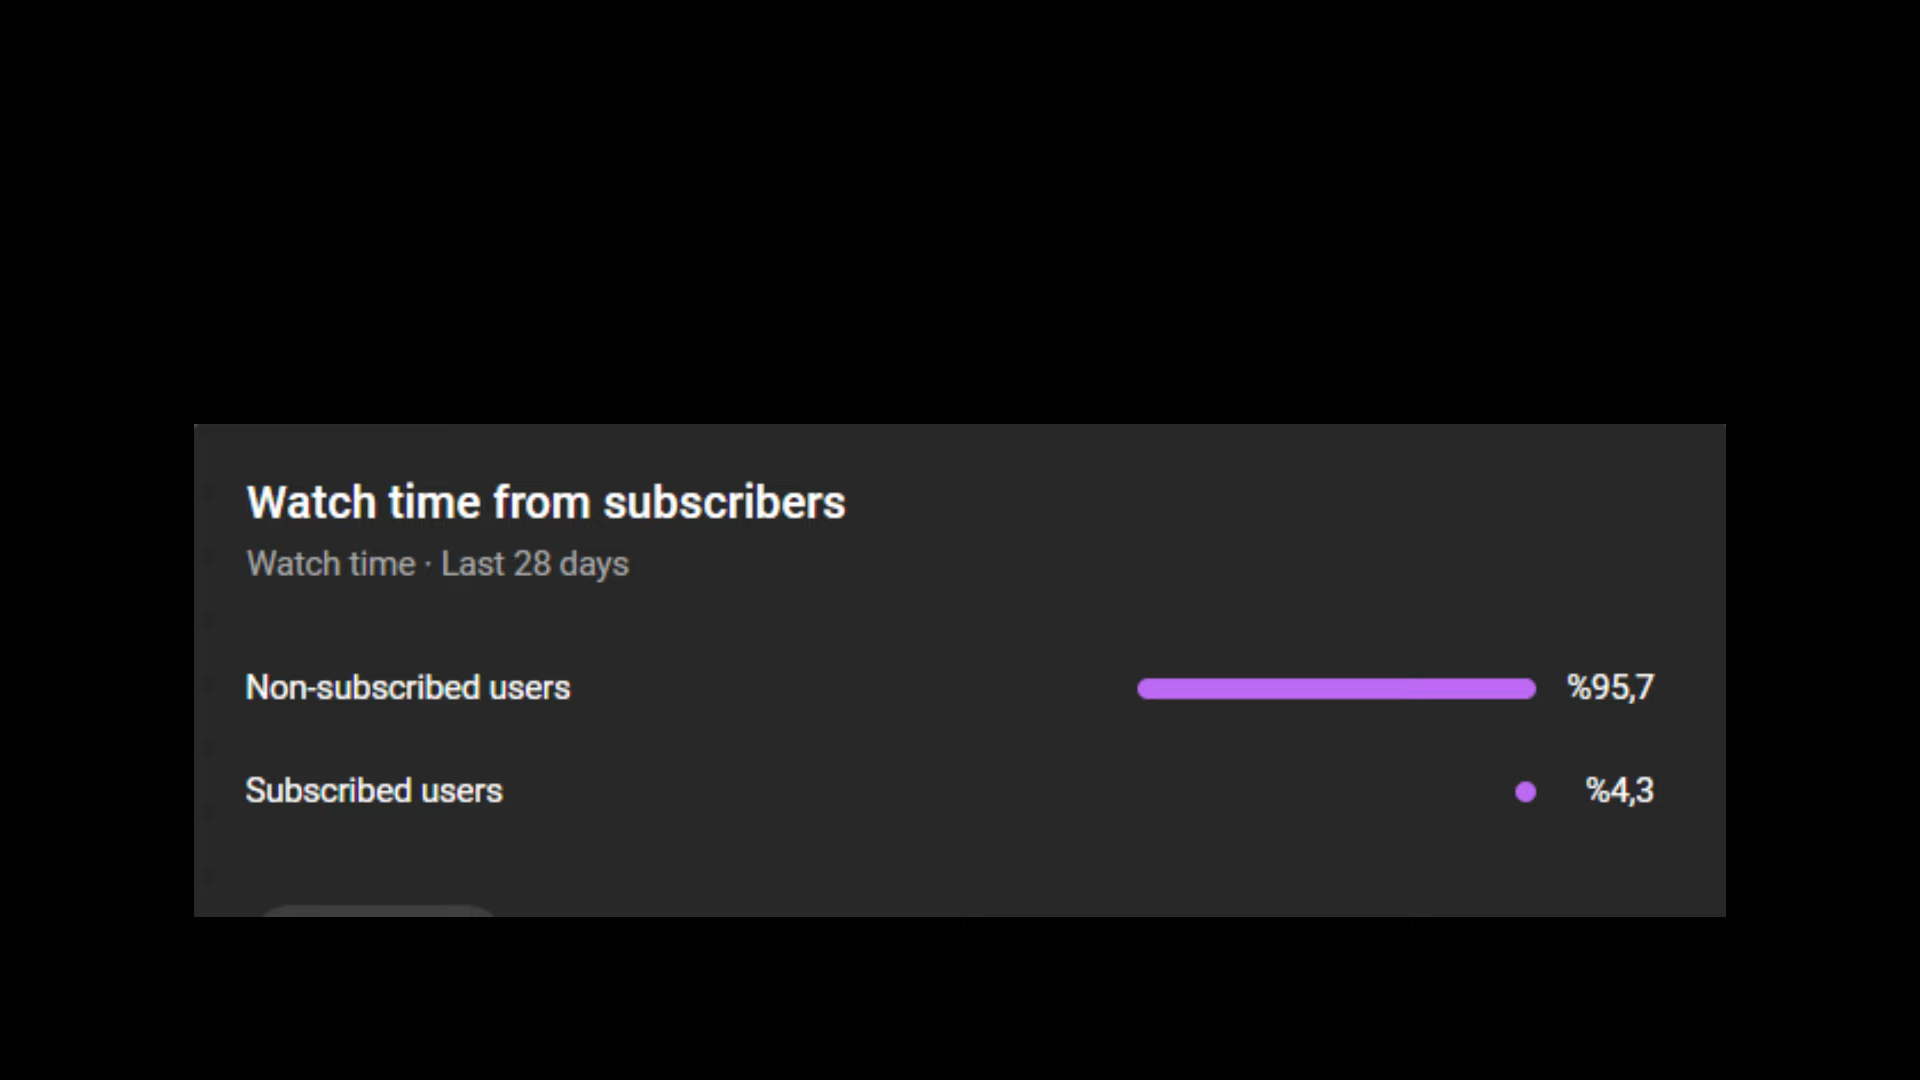 Watch time from subscribers
Watch time · Last 28 days
Non-subscribed users %95,7
Subscribed users %4,3